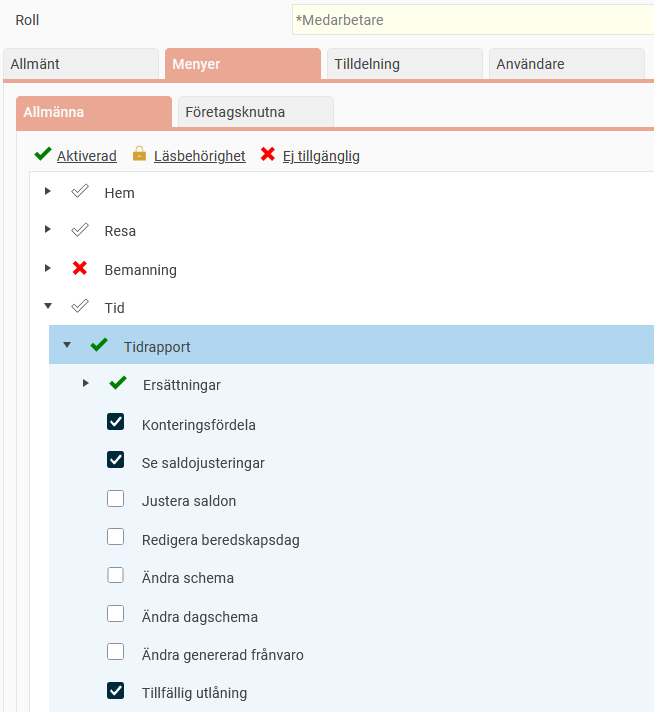 Roll *Medarbetare
Allmänt Menyer Tilldelning Användare
Allmänna Företagsknutna
Aktiverad Läsbehörighet Ej tillgänglig
Hem
Resa
Bemanning
Tid
Tidrapport
Ersättningar
Konteringsfördela
Se saldojusteringar
Justera saldon
Redigera beredskapsdag
Ändra schema
Ändra dagschema
Ändra genererad frånvaro
Tillfällig utlåning